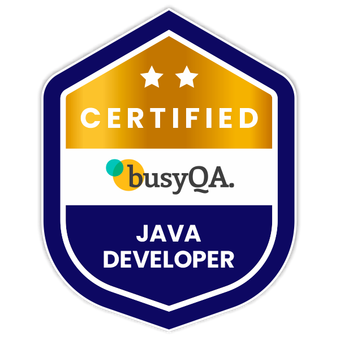 CERTIFIED
busyQA.
JAVA
DEVELOPER